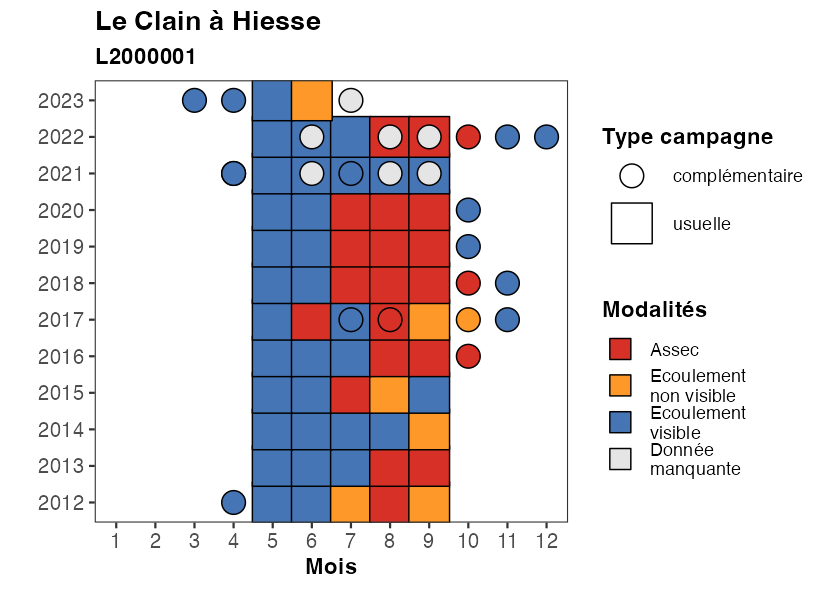 Le Clain à Hiesse
L2000001
2023
2022
2021
2020
2019
2018
2017
2016
2015
2014
2013
2012
1 2 3 4 5 6 7 8 9 10 11 12
Mois
Type campagne
complémentaire
usuelle
Modalités
Assec
Ecoulement
non visible
Ecoulement
visible
Donnée
manquante